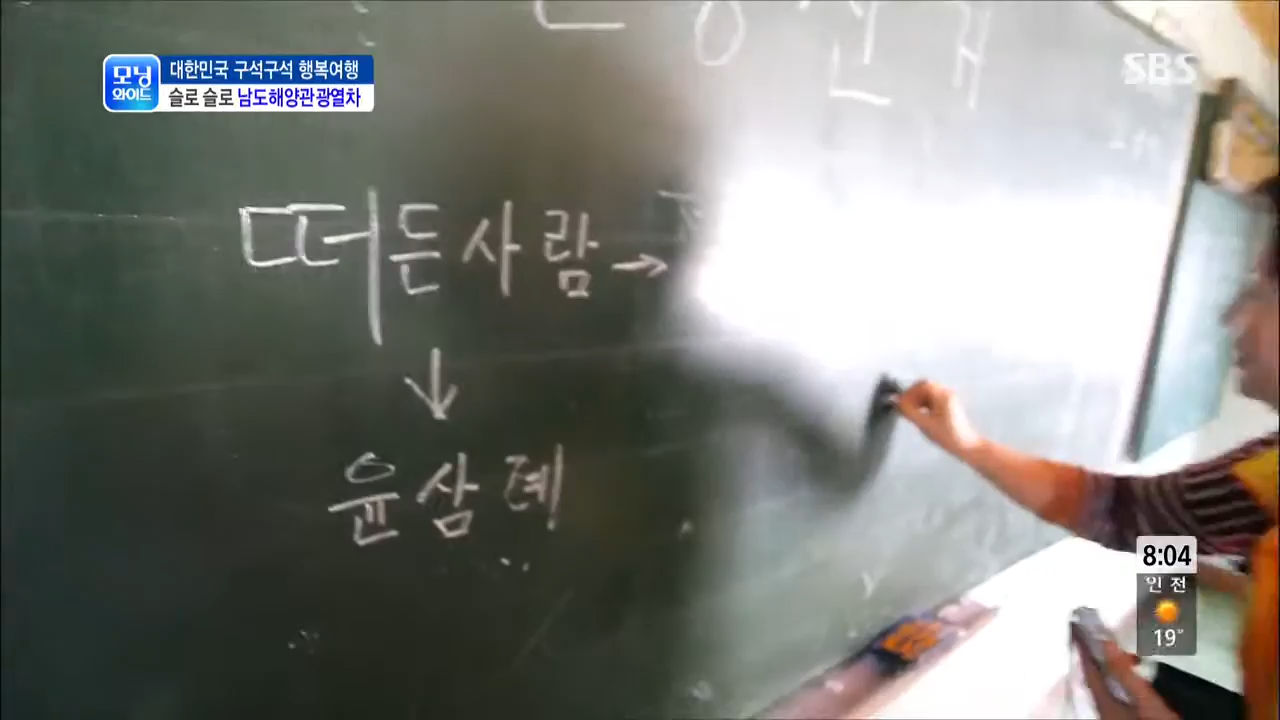 모닝
와이드
대한민국 구석구석 행복여행
슬로 슬로 남도해양관광열차
SBS
떠든사람 →
↓
윤삼톄
8:04
인천
19°